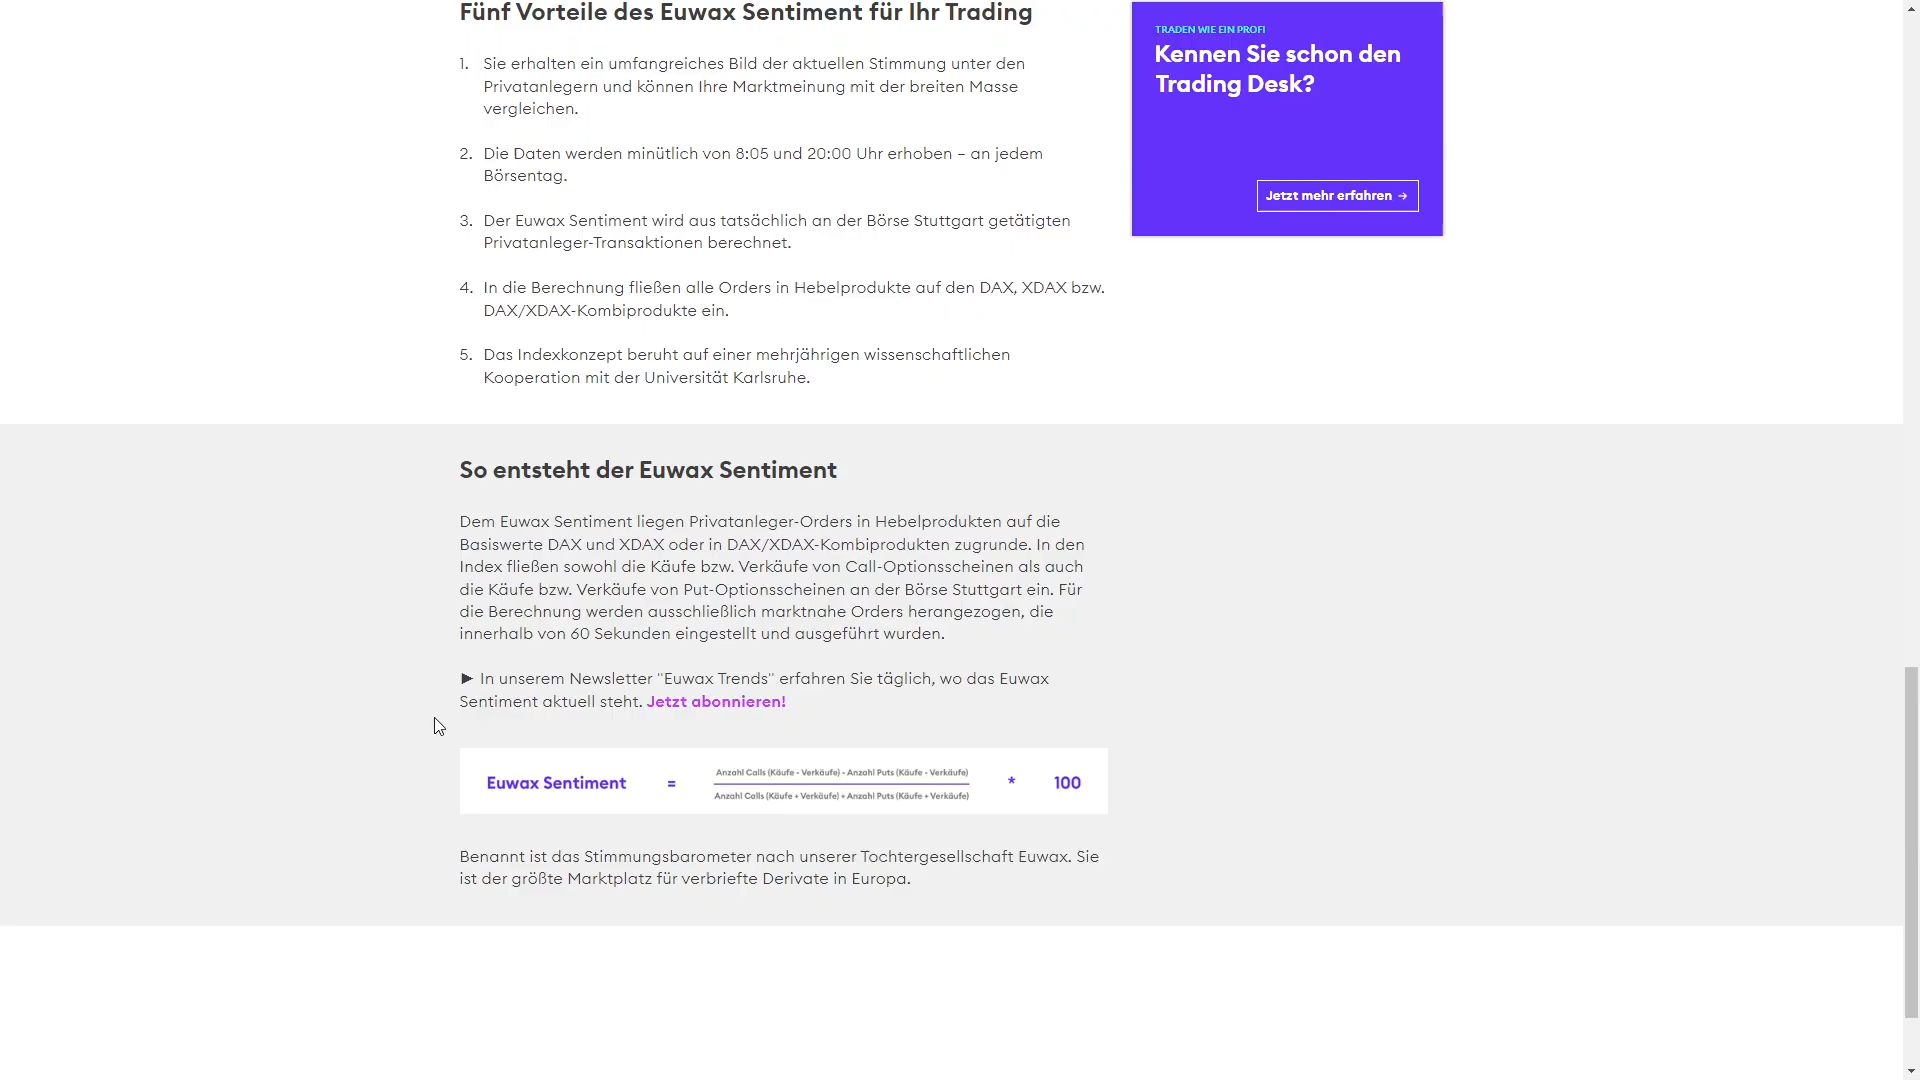 Fünf Vorteile des Euwax Sentiment für Ihr Trading
1. Sie erhalten ein umfangreiches Bild der aktuellen Stimmung unter den
Privatanlegern und können Ihre Marktmeinung mit der breiten Masse
vergleichen.
2. Die Daten werden minütlich von 8:05 und 20:00 Uhr erhoben – an jedem
Börsentag.
3. Der Euwax Sentiment wird aus tatsächlich an der Börse Stuttgart getätigten
Privatanleger-Transaktionen berechnet.
4. In die Berechnung fließen alle Orders in Hebelprodukte auf den DAX, XDAX bzw.
DAX/XDAX-Kombiprodukte ein.
5. Das Indexkonzept beruht auf einer mehrjährigen wissenschaftlichen
Kooperation mit der Universität Karlsruhe.
TRADEN WIE EIN PROFI
Kennen Sie schon den
Trading Desk?
Jetzt mehr erfahren →
So entsteht der Euwax Sentiment
Dem Euwax Sentiment liegen Privatanleger-Orders in Hebelprodukten auf die
Basiswerte DAX und XDAX oder in DAX/XDAX-Kombiprodukten zugrunde. In den
Index fließen sowohl die Käufe bzw. Verkäufe von Call-Optionsscheinen als auch
die Käufe bzw. Verkäufe von Put-Optionsscheinen an der Börse Stuttgart ein. Für
die Berechnung werden ausschließlich marktnahe Orders herangezogen, die
innerhalb von 60 Sekunden eingestellt und ausgeführt wurden.
► In unserem Newsletter "Euwax Trends" erfahren Sie täglich, wo das Euwax
Sentiment aktuell steht. Jetzt abonnieren!
Anzahl Calls (Käufe - Verkäufe) - Anzahl Puts (Käufe - Verkäufe)
Euwax Sentiment = * 100
Anzahl Calls (Käufe + Verkäufe) + Anzahl Puts (Käufe + Verkäufe)
Benannt ist das Stimmungsbarometer nach unserer Tochtergesellschaft Euwax. Sie
ist der größte Marktplatz für verbriefte Derivate in Europa.